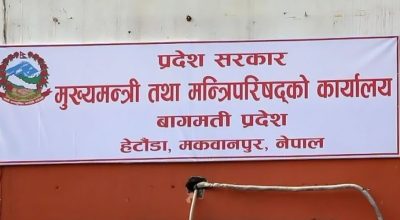 प्रदेश सरकार
मुख्यमन्त्री तथा मन्त्रिपरिषद्को कार्यालय
बागमती प्रदेश
हेटौंडा, मकवानपुर, नेपाल